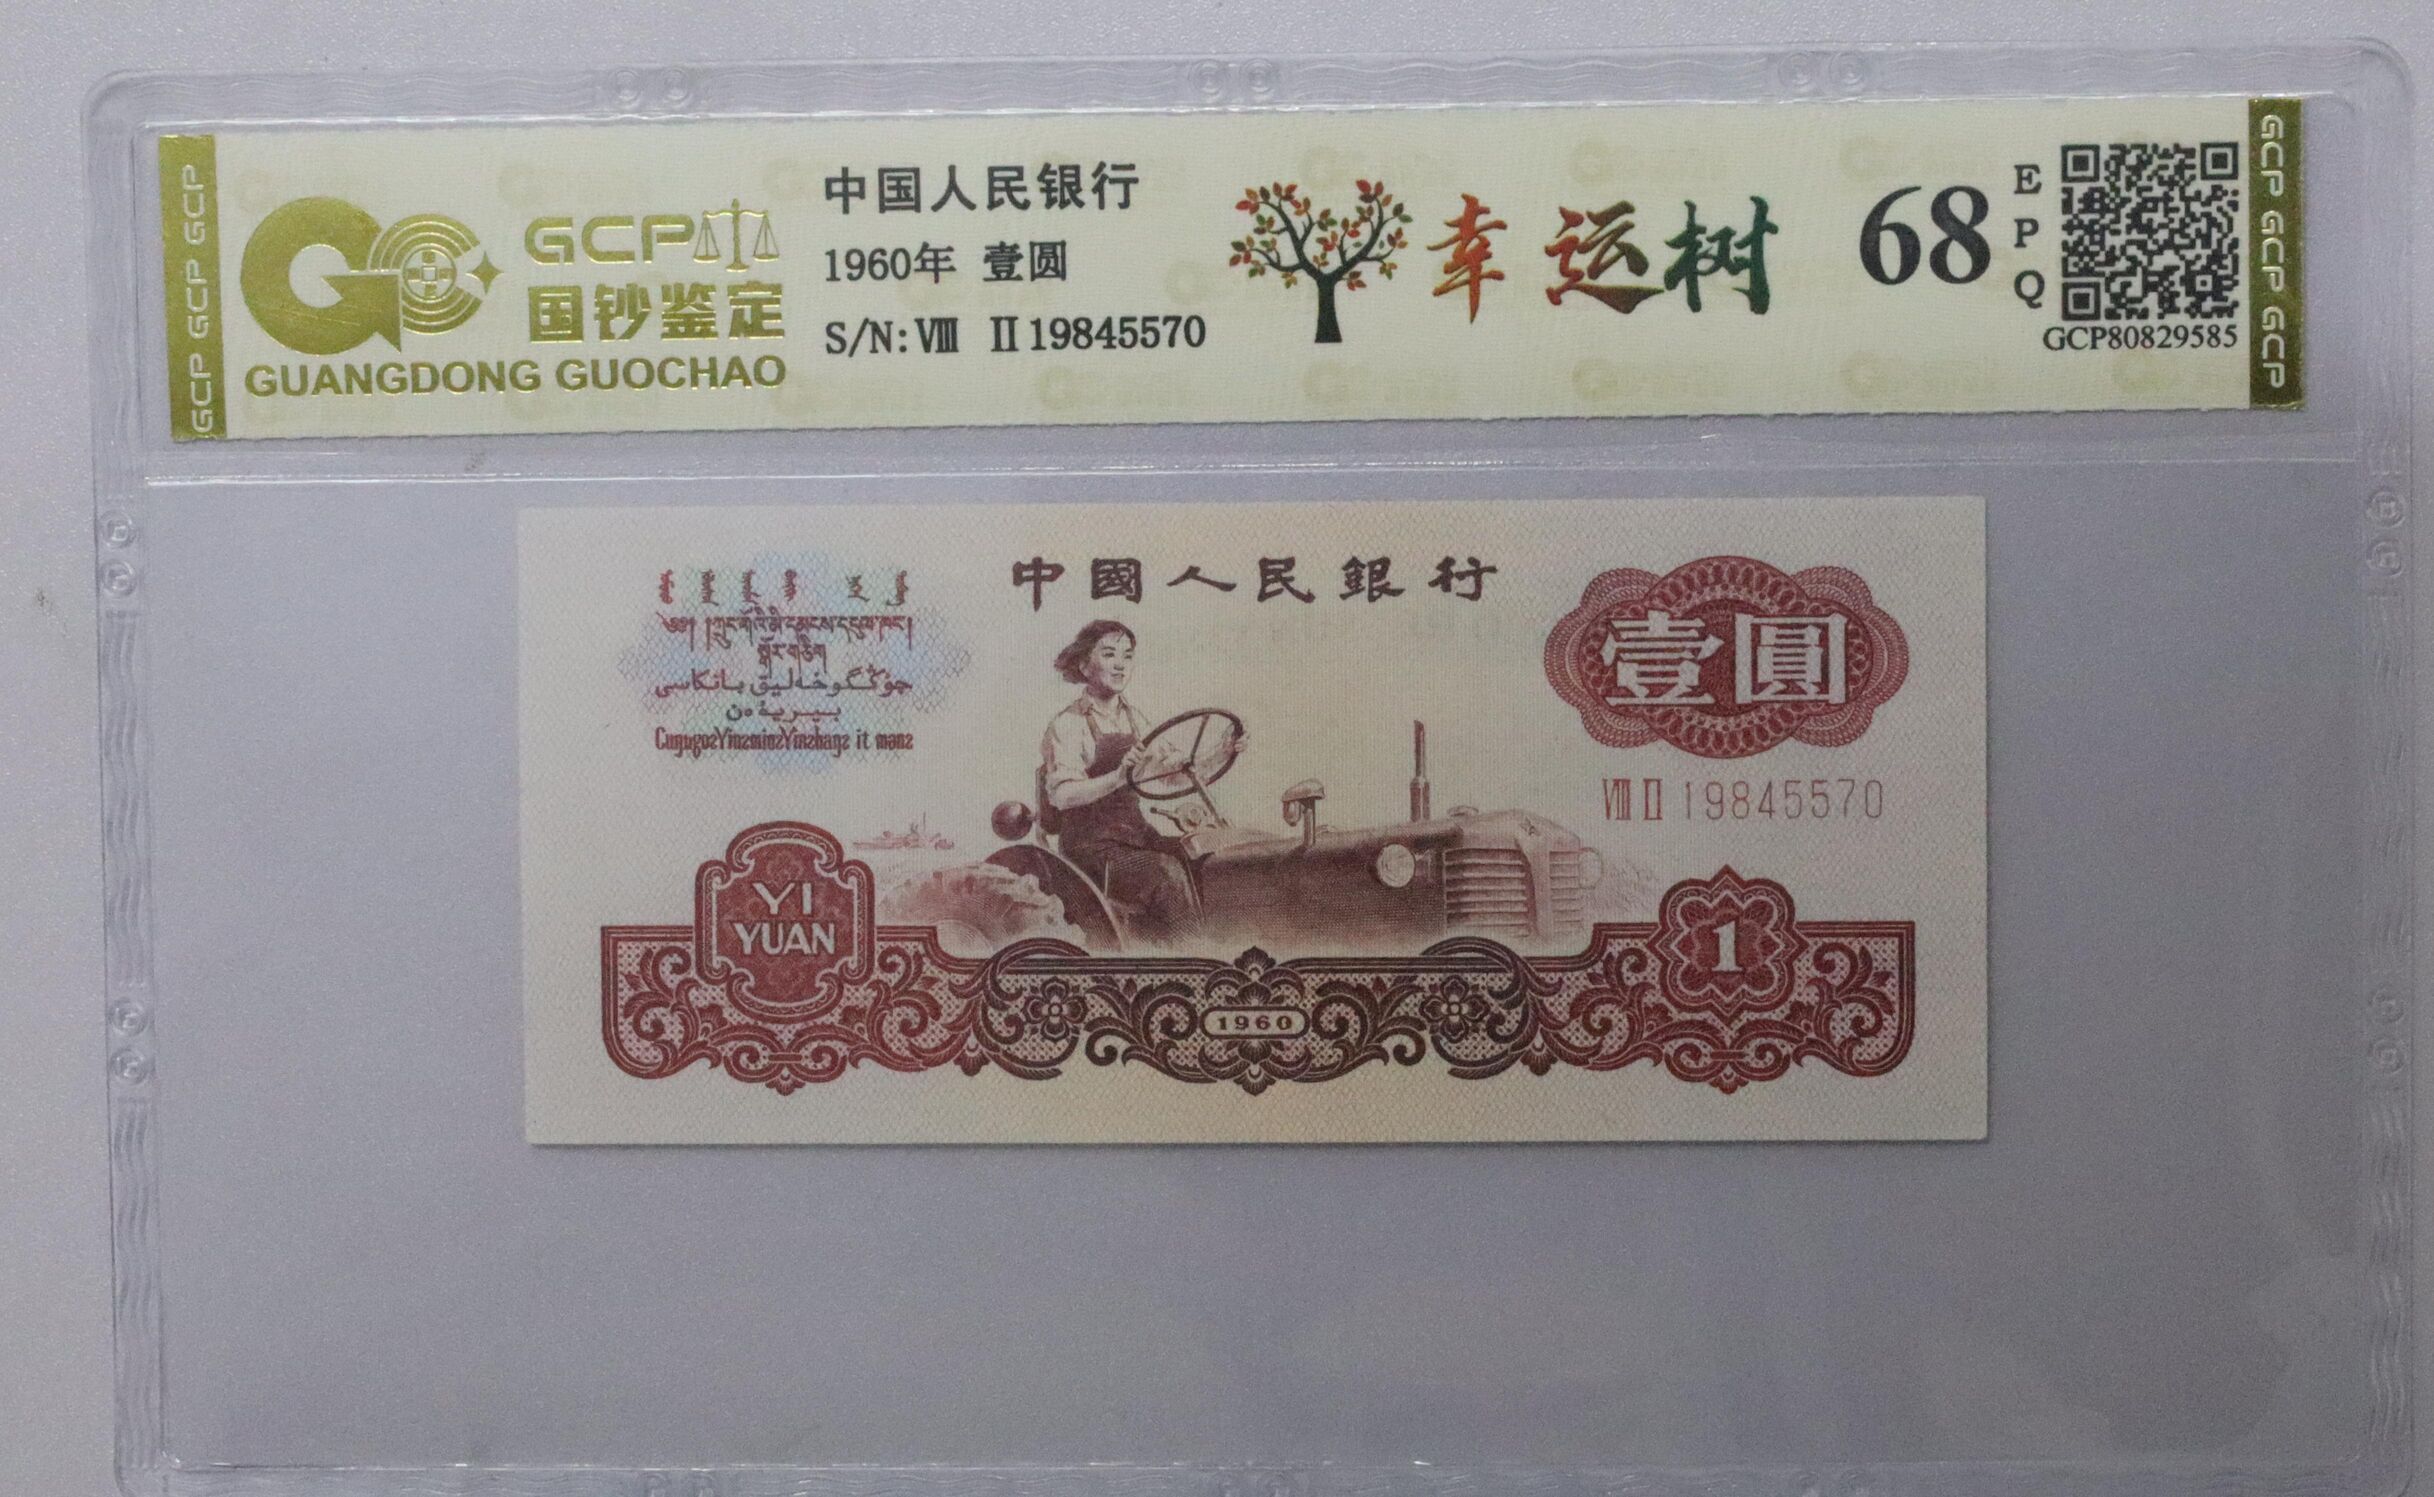 GCP GCP GCP
GCP
国钞鉴定
GUANGDONG GUOCHAO
中国人民银行
1960年 壹圆
S/N: Ⅷ Ⅱ 19845570
幸运树
68
E
P
Q
GCP80829585
GCP GCP GCP
中國人民銀行
壹圓
Ⅷ Ⅱ 19845570
YI
YUAN
1960
1